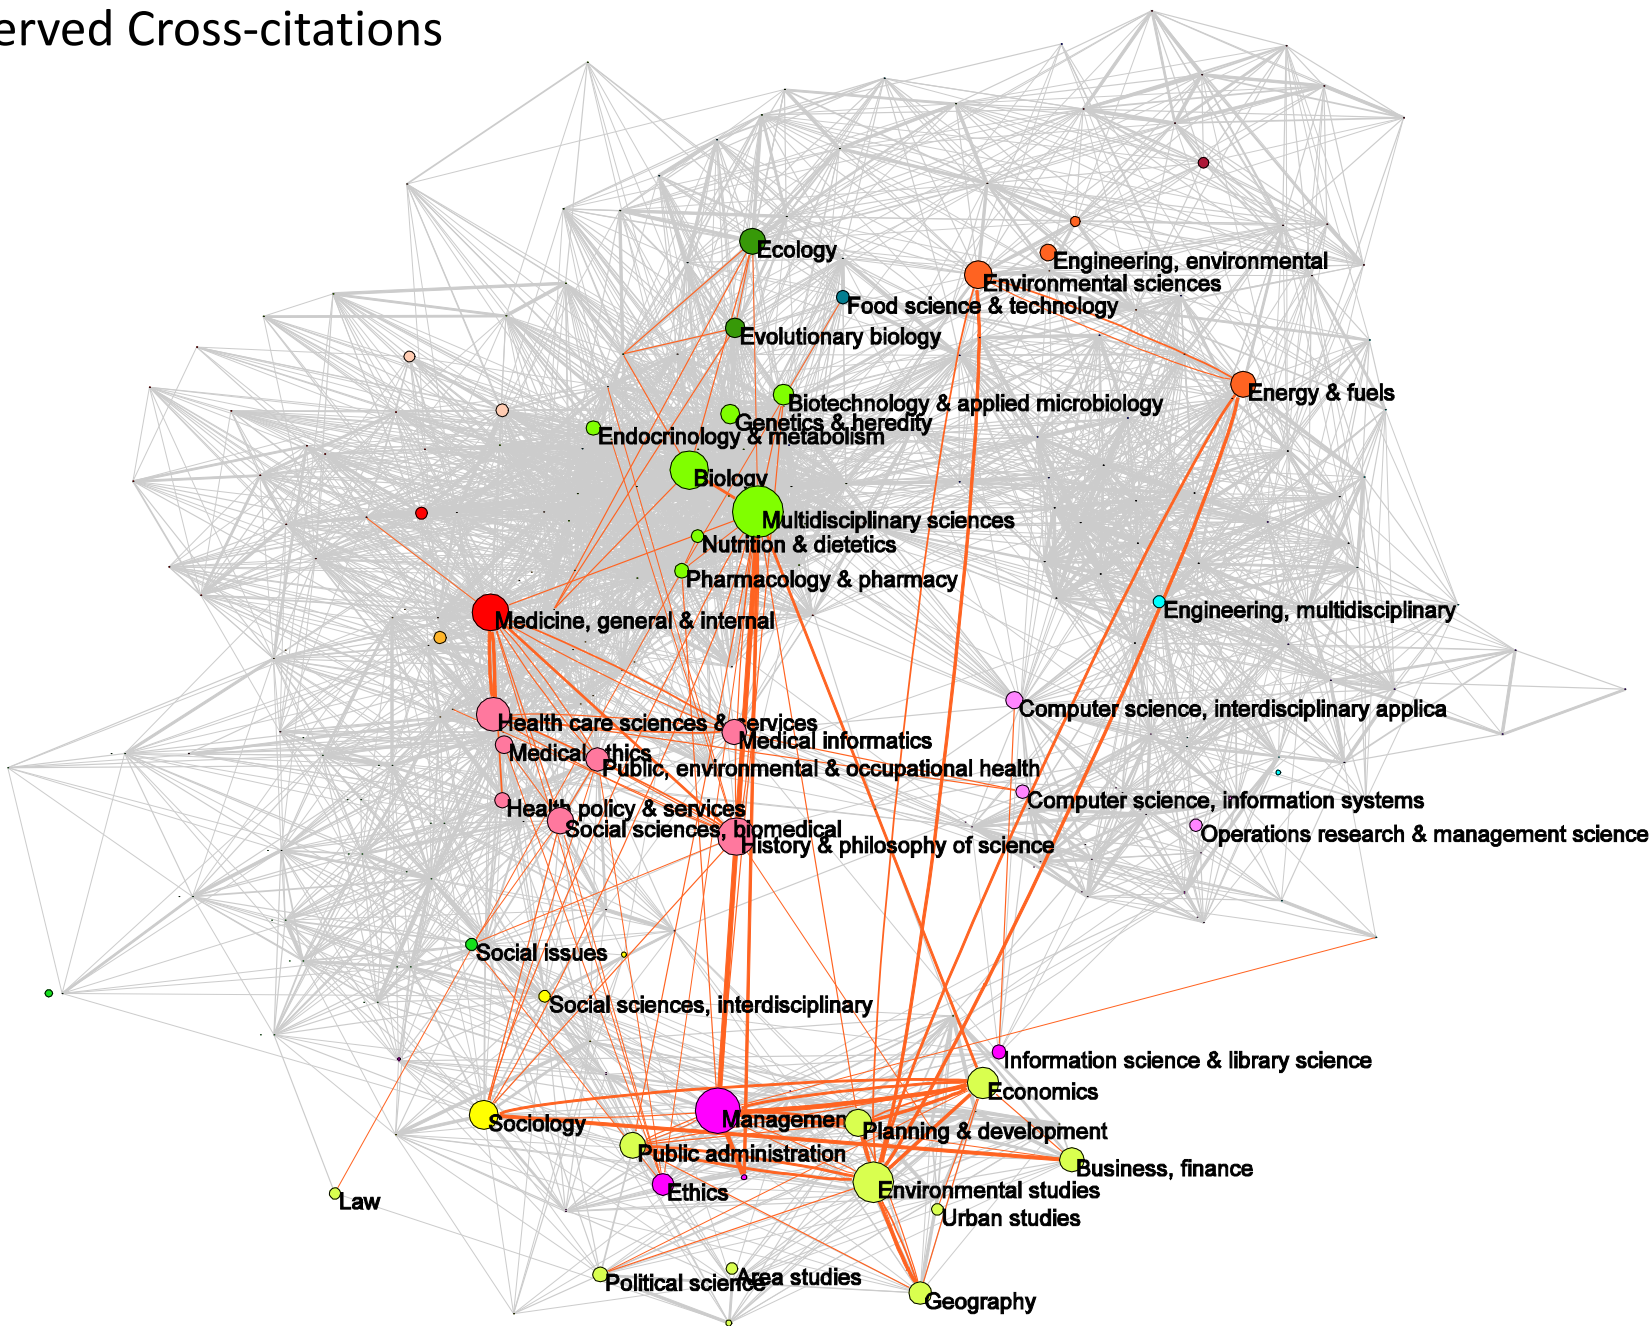 erved Cross-citations
Ecology
Engineering, environmental
Environmental sciences
Food science & technology
Evolutionary biology
Energy & fuels
Biotechnology & applied microbiology
Genetics & heredity
Endocrinology & metabolism
Biology
Multidisciplinary sciences
Nutrition & dietetics
Pharmacology & pharmacy
Engineering, multidisciplinary
Medicine, general & internal
Computer science, interdisciplinary applica
Health care sciences & services
Medical informatics
Medical ethics
Public, environmental & occupational health
Computer science, information systems
Health policy & services
Social sciences, biomedical
Operations research & management science
History & philosophy of science
Social issues
Social sciences, interdisciplinary
Information science & library science
Economics
Management
Sociology
Planning & development
Public administration
Business, finance
Ethics
Environmental studies
Law
Urban studies
Area studies
Political science
Geography